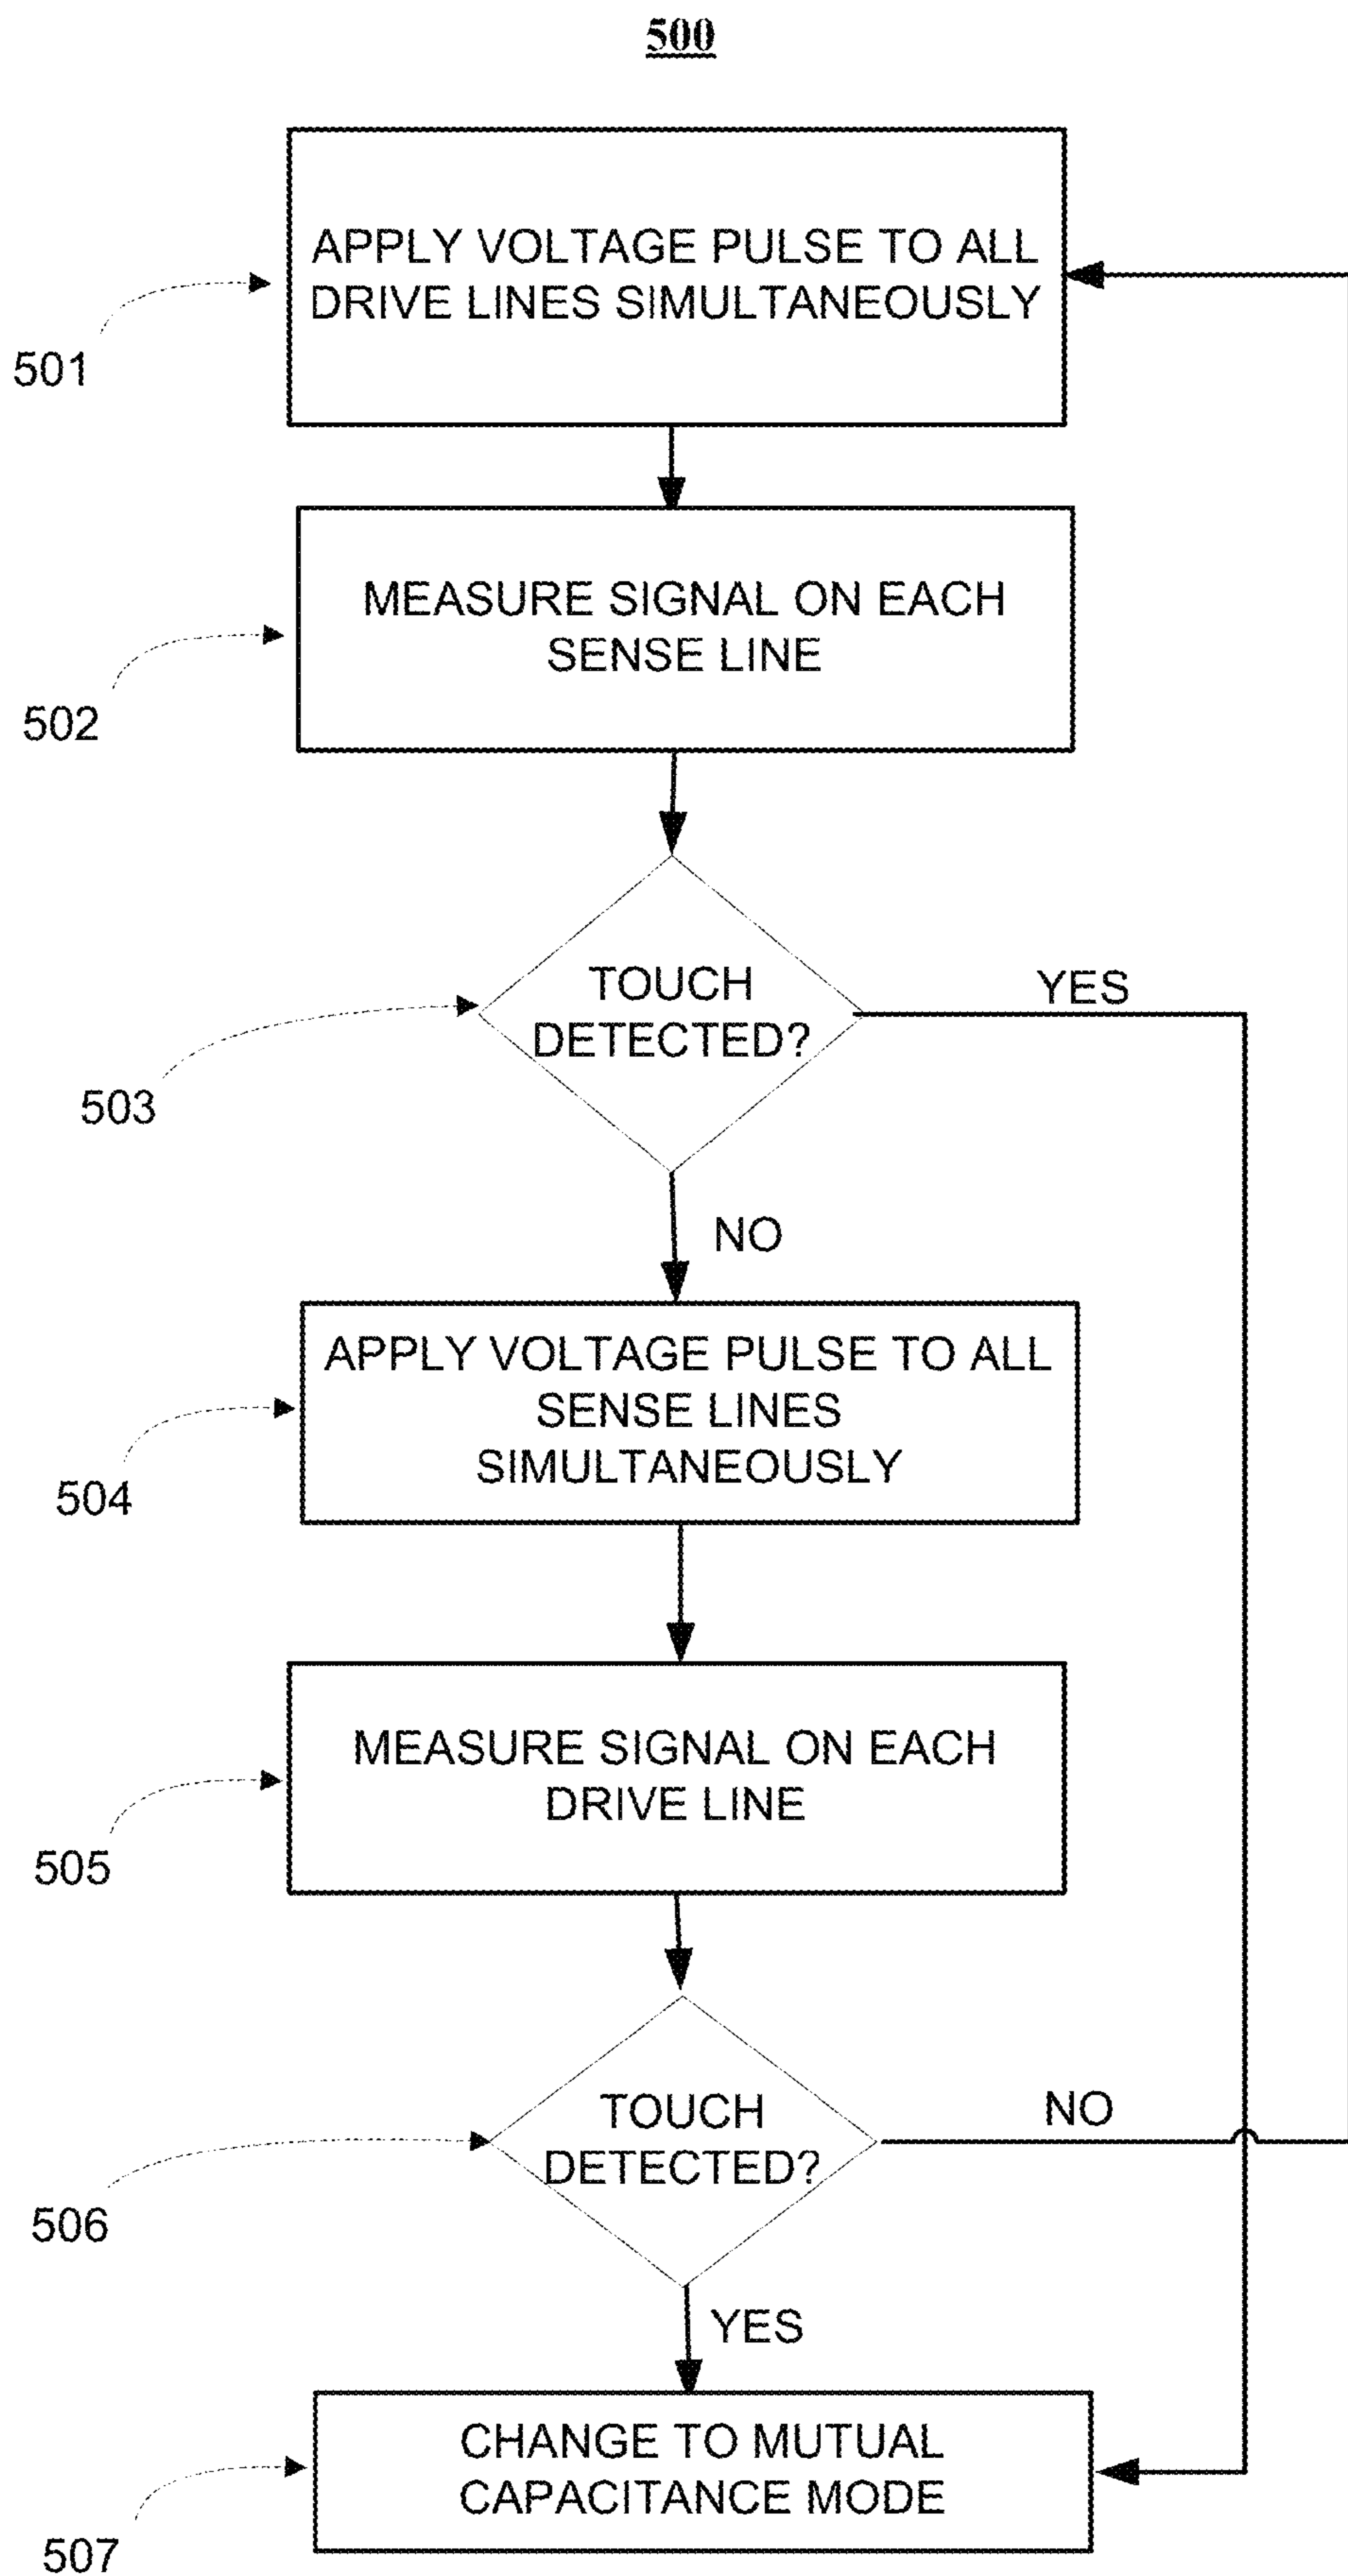 500
APPLY VOLTAGE PULSE TO ALL
DRIVE LINES SIMULTANEOUSLY
501
MEASURE SIGNAL ON EACH
SENSE LINE
502
TOUCH
DETECTED?
YES
503
NO
APPLY VOLTAGE PULSE TO ALL
SENSE LINES
SIMULTANEOUSLY
504
MEASURE SIGNAL ON EACH
DRIVE LINE
505
TOUCH
DETECTED?
NO
506
YES
CHANGE TO MUTUAL
CAPACITANCE MODE
507